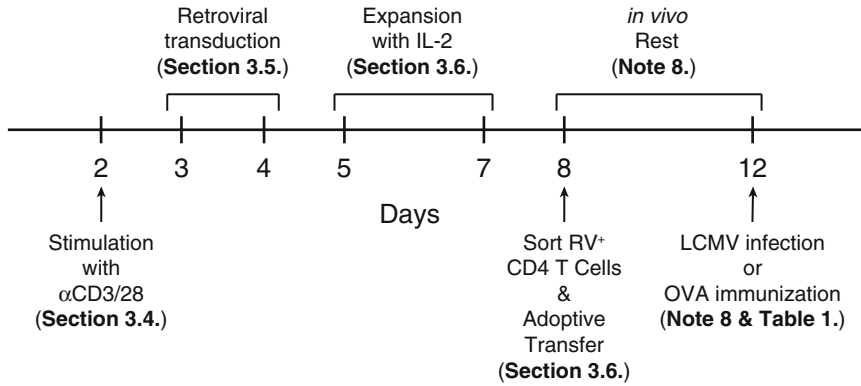 Retroviral
transduction
(Section 3.5.)
Expansion
with IL-2
(Section 3.6.)
in vivo
Rest
(Note 8.)
2 3 4 5 7 8 12
Days
Stimulation
with
αCD3/28
(Section 3.4.)
Sort RV⁺
CD4 T Cells
&
Adoptive
Transfer
(Section 3.6.)
LCMV infection
or
OVA immunization
(Note 8 & Table 1.)